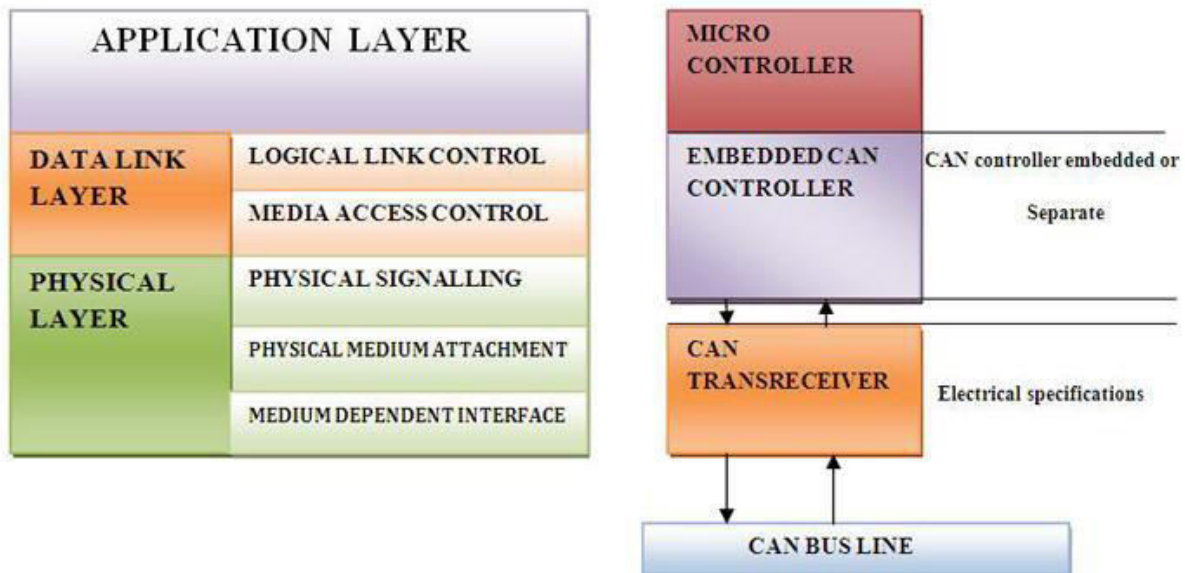 APPLICATION LAYER
DATA LINK
LAYER
LOGICAL LINK CONTROL
MEDIA ACCESS CONTROL
PHYSICAL
LAYER
PHYSICAL SIGNALLING
PHYSICAL MEDIUM ATTACHMENT
MEDIUM DEPENDENT INTERFACE
MICRO
CONTROLLER
EMBEDDED CAN
CONTROLLER
CAN controller embedded or
Separate
CAN
TRANSRECEIVER
Electrical specifications
CAN BUS LINE